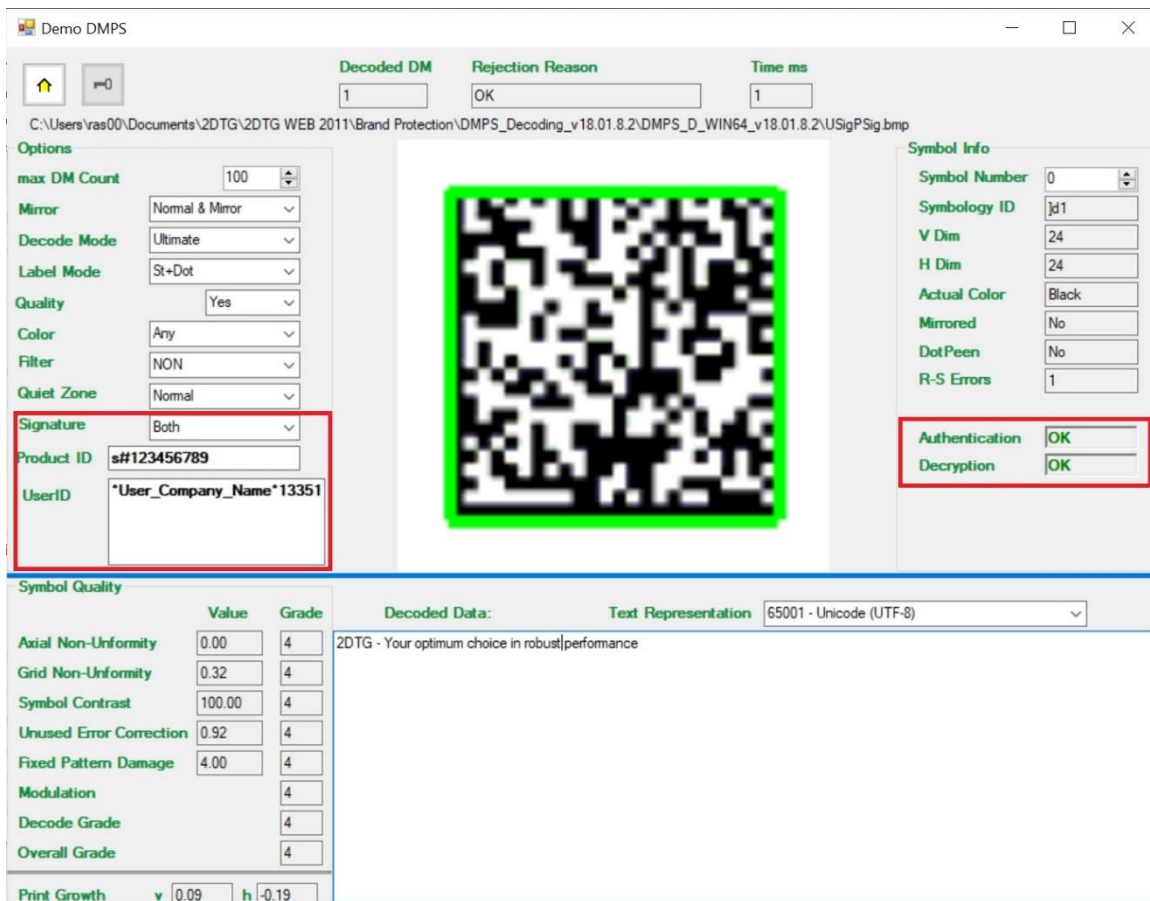 Demo DMPS
Decoded DM Rejection Reason Time ms
1 OK 1
C:\Users\ras00\Documents\2DTG\2DTG WEB 2011\Brand Protection\DMPS_Decoding_v18.01.8.2\DMPS_D_WIN64_v18.01.8.2\USigPSig.bmp
Options
max DM Count 100
Mirror Normal & Mirror
Decode Mode Ultimate
Label Mode St+Dot
Quality Yes
Color Any
Filter NON
Quiet Zone Normal
Signature Both
Product ID s#123456789
UserID *User_Company_Name*13351
Symbol Info
Symbol Number 0
Symbology ID ]d1
V Dim 24
H Dim 24
Actual Color Black
Mirrored No
DotPeen No
R-S Errors 1
Authentication OK
Decryption OK
Symbol Quality
Value Grade
Axial Non-Uniformity 0.00 4
Grid Non-Uniformity 0.32 4
Symbol Contrast 100.00 4
Unused Error Correction 0.92 4
Fixed Pattern Damage 4.00 4
Modulation 4
Decode Grade 4
Overall Grade 4
Print Growth v 0.09 h -0.19
Decoded Data: Text Representation 65001 - Unicode (UTF-8)
2DTG - Your optimum choice in robust performance